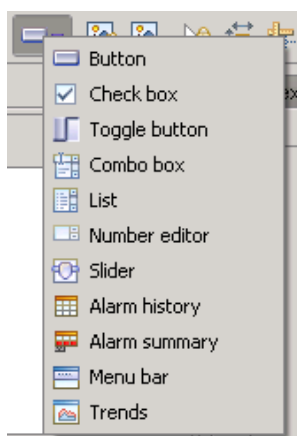 Button
Check box
Toggle button
Combo box
List
Number editor
Slider
Alarm history
Alarm summary
Menu bar
Trends